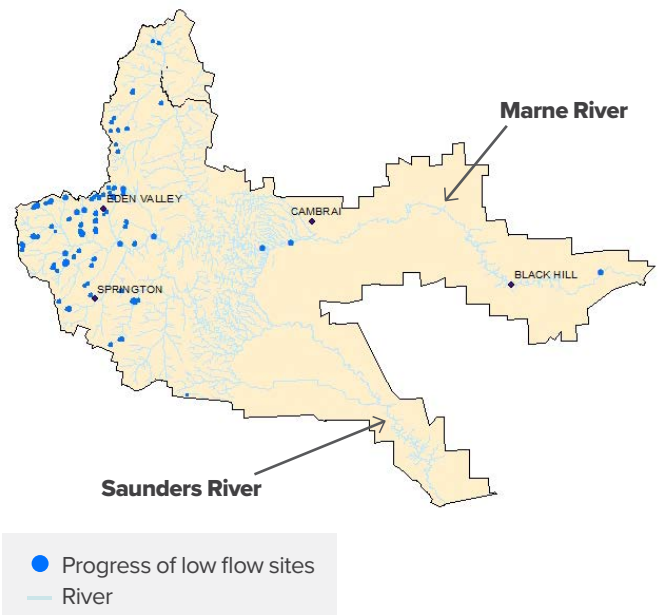 Marne River
EDEN VALLEY
CAMBRAI
BLACK HILL
SPRINGTON
Saunders River
Progress of low flow sites
River